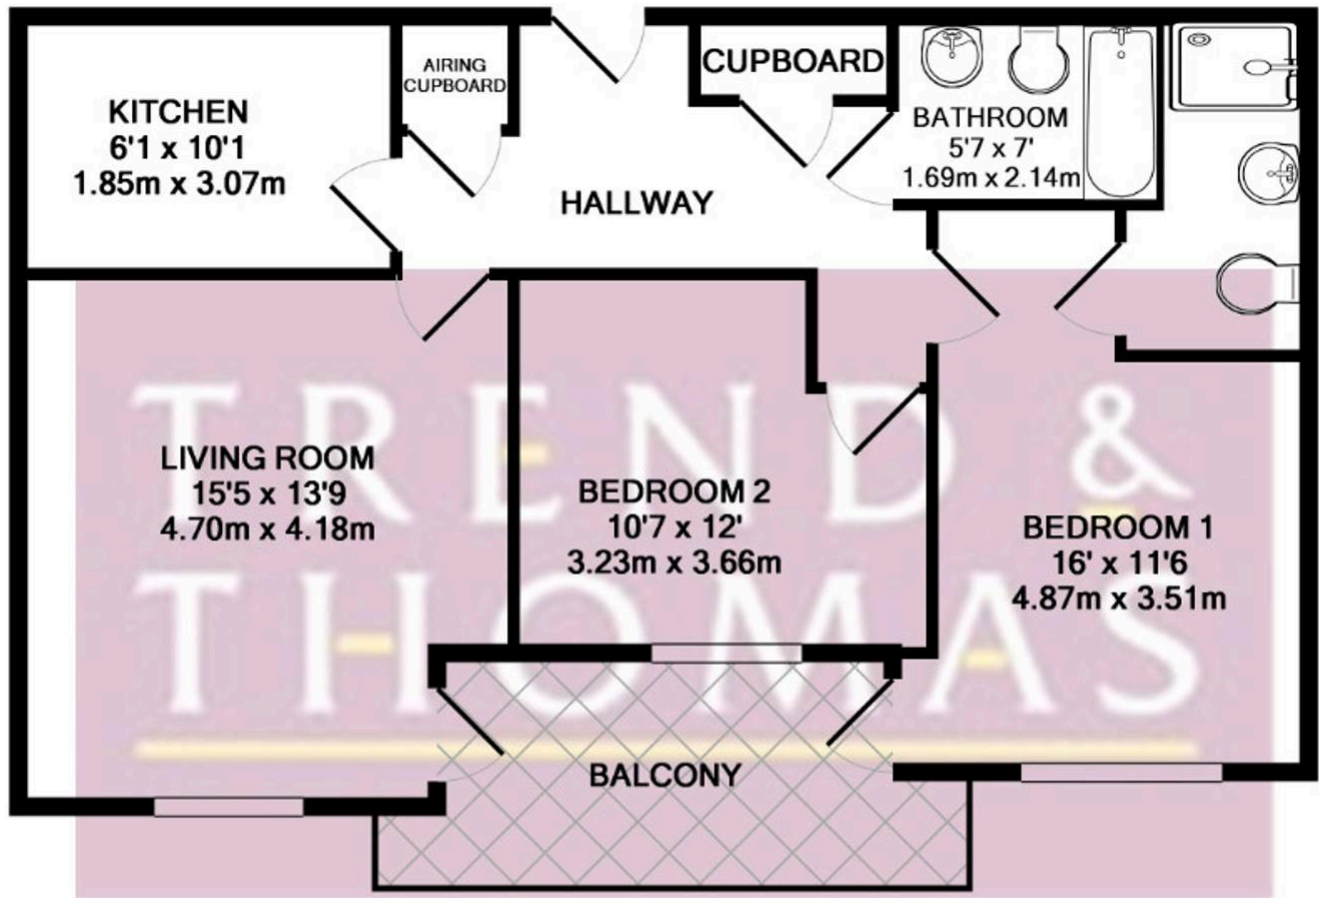 KITCHEN
6'1 x 10'1
1.85m x 3.07m
AIRING
CUPBOARD
CUPBOARD
BATHROOM
5'7 x 7'
1.69m x 2.14m
HALLWAY
LIVING ROOM
15'5 x 13'9
4.70m x 4.18m
BEDROOM 2
10'7 x 12'
3.23m x 3.66m
BEDROOM 1
16' x 11'6
4.87m x 3.51m
BALCONY
TREND &
THOMAS